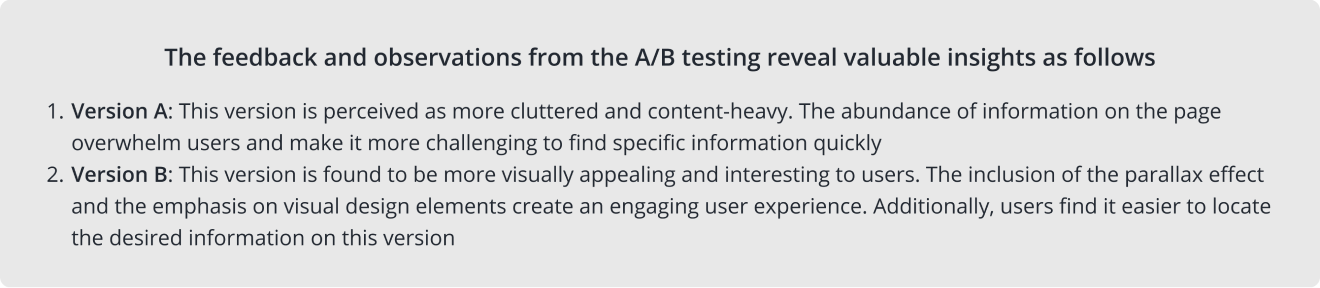 The feedback and observations from the A/B testing reveal valuable insights as follows
1. Version A: This version is perceived as more cluttered and content-heavy. The abundance of information on the page
overwhelm users and make it more challenging to find specific information quickly
2. Version B: This version is found to be more visually appealing and interesting to users. The inclusion of the parallax effect
and the emphasis on visual design elements create an engaging user experience. Additionally, users find it easier to locate
the desired information on this version